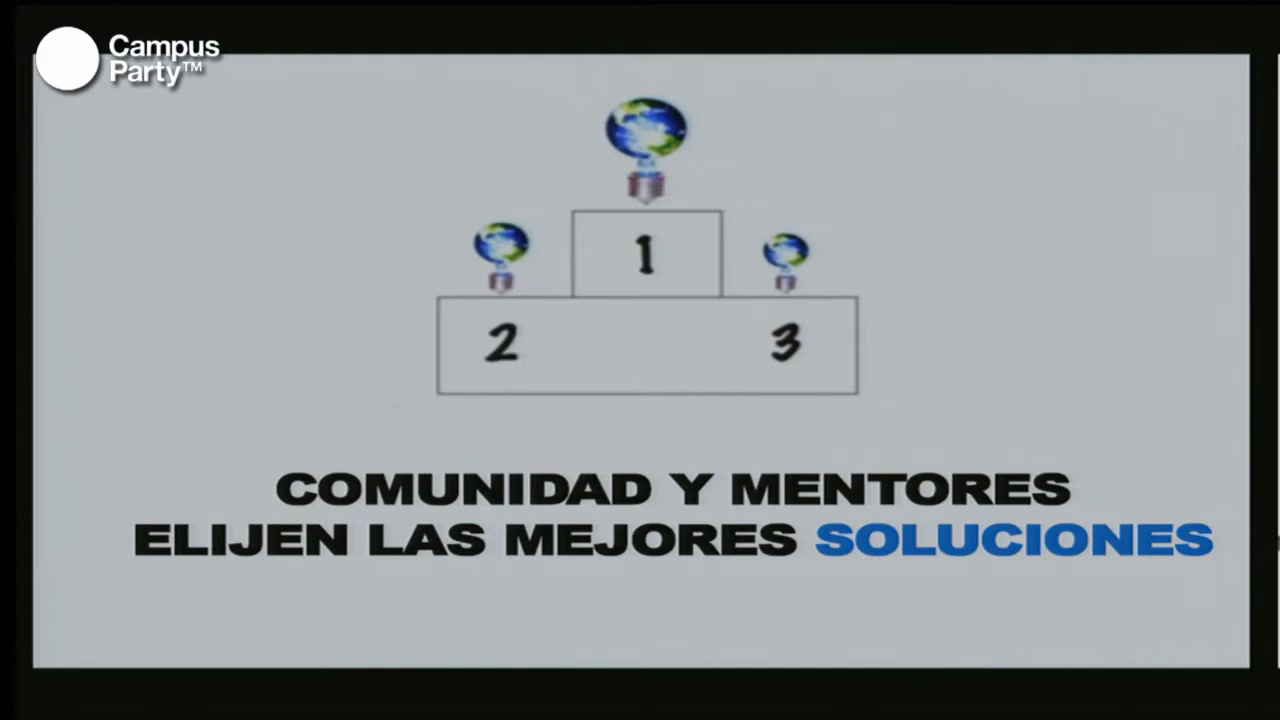 Campus
Party™
1
2 3
COMUNIDAD Y MENTORES
ELIJEN LAS MEJORES SOLUCIONES